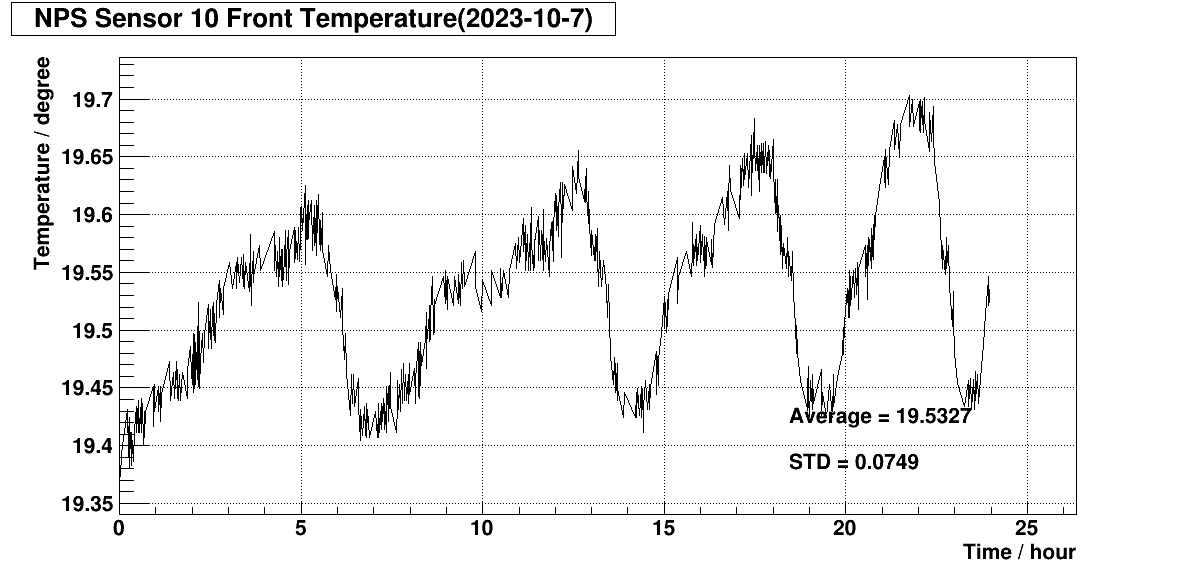 NPS Sensor 10 Front Temperature(2023-10-7)
Temperature / degree
19.7
19.65
19.6
19.55
19.5
19.45
19.4
19.35
Average = 19.5327
STD = 0.0749
0 5 10 15 20 25
Time / hour